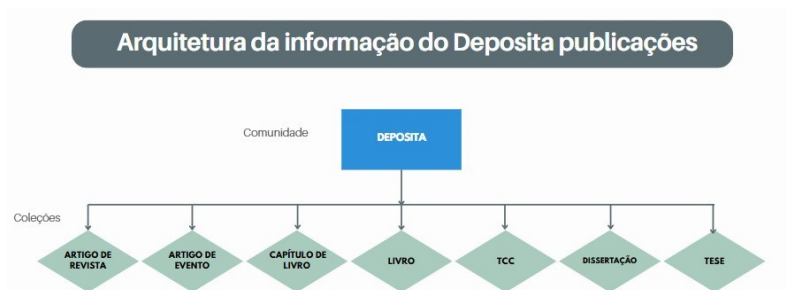 Arquitetura da informação do Deposita publicações
Comunidade
DEPOSITA
Coleções
ARTIGO DE
REVISTA
ARTIGO DE
EVENTO
CAPÍTULO DE
LIVRO
LIVRO
TCC
DISSERTAÇÃO
TESE